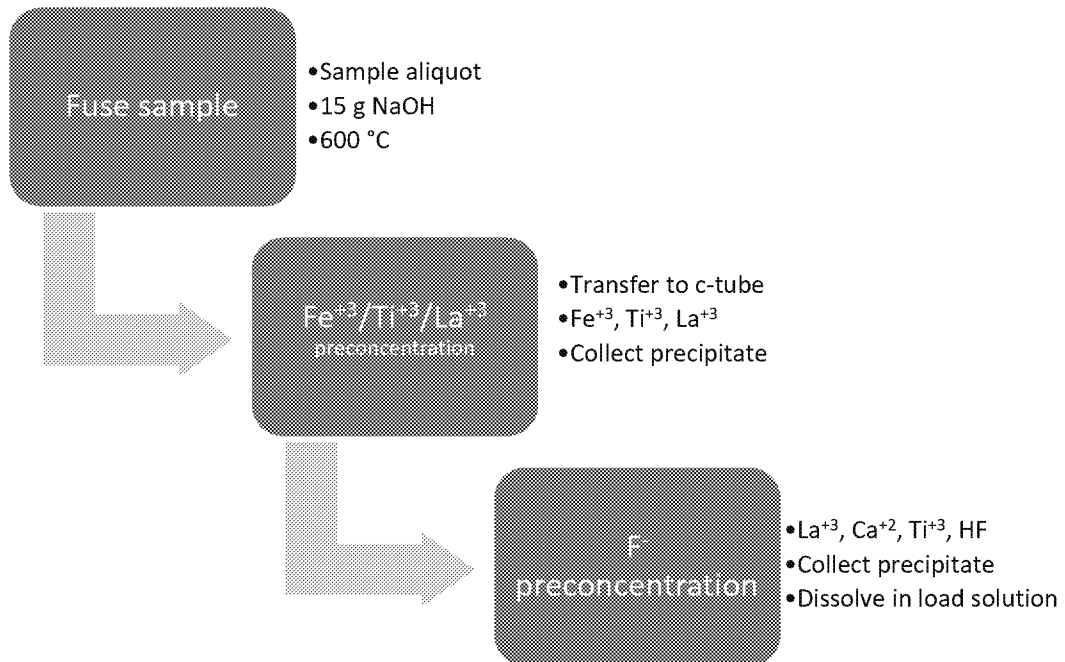 Fuse sample
•Sample aliquot
•15 g NaOH
•600 °C
Fe⁺³/Ti⁺³/La⁺³
preconcentration
•Transfer to c-tube
•Fe⁺³, Ti⁺³, La⁺³
•Collect precipitate
F⁻
preconcentration
•La⁺³, Ca⁺², Ti⁺³, HF
•Collect precipitate
•Dissolve in load solution